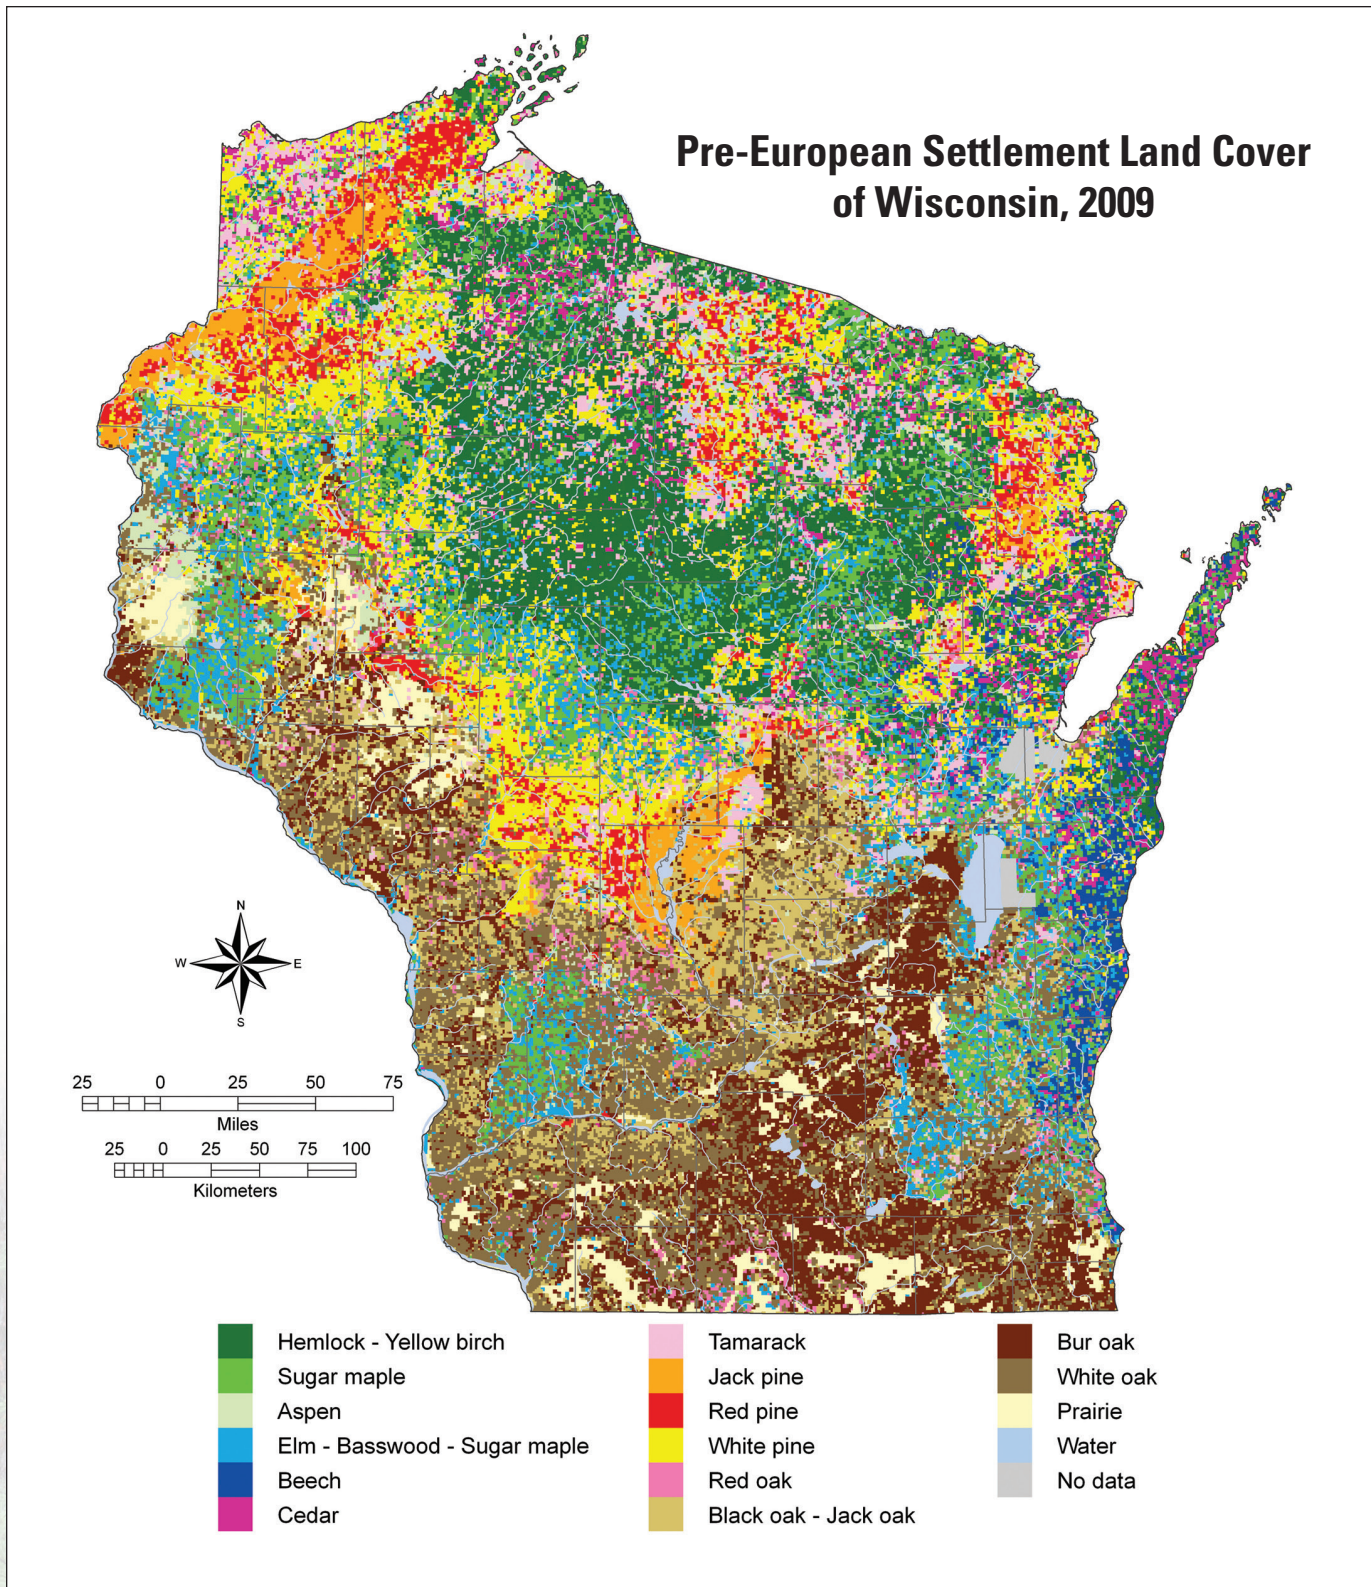 Pre-European Settlement Land Cover
of Wisconsin, 2009
N
W E
S
25 0 25 50 75
Miles
25 0 25 50 75 100
Kilometers
Hemlock - Yellow birch
Sugar maple
Aspen
Elm - Basswood - Sugar maple
Beech
Cedar
Tamarack
Jack pine
Red pine
White pine
Red oak
Black oak - Jack oak
Bur oak
White oak
Prairie
Water
No data